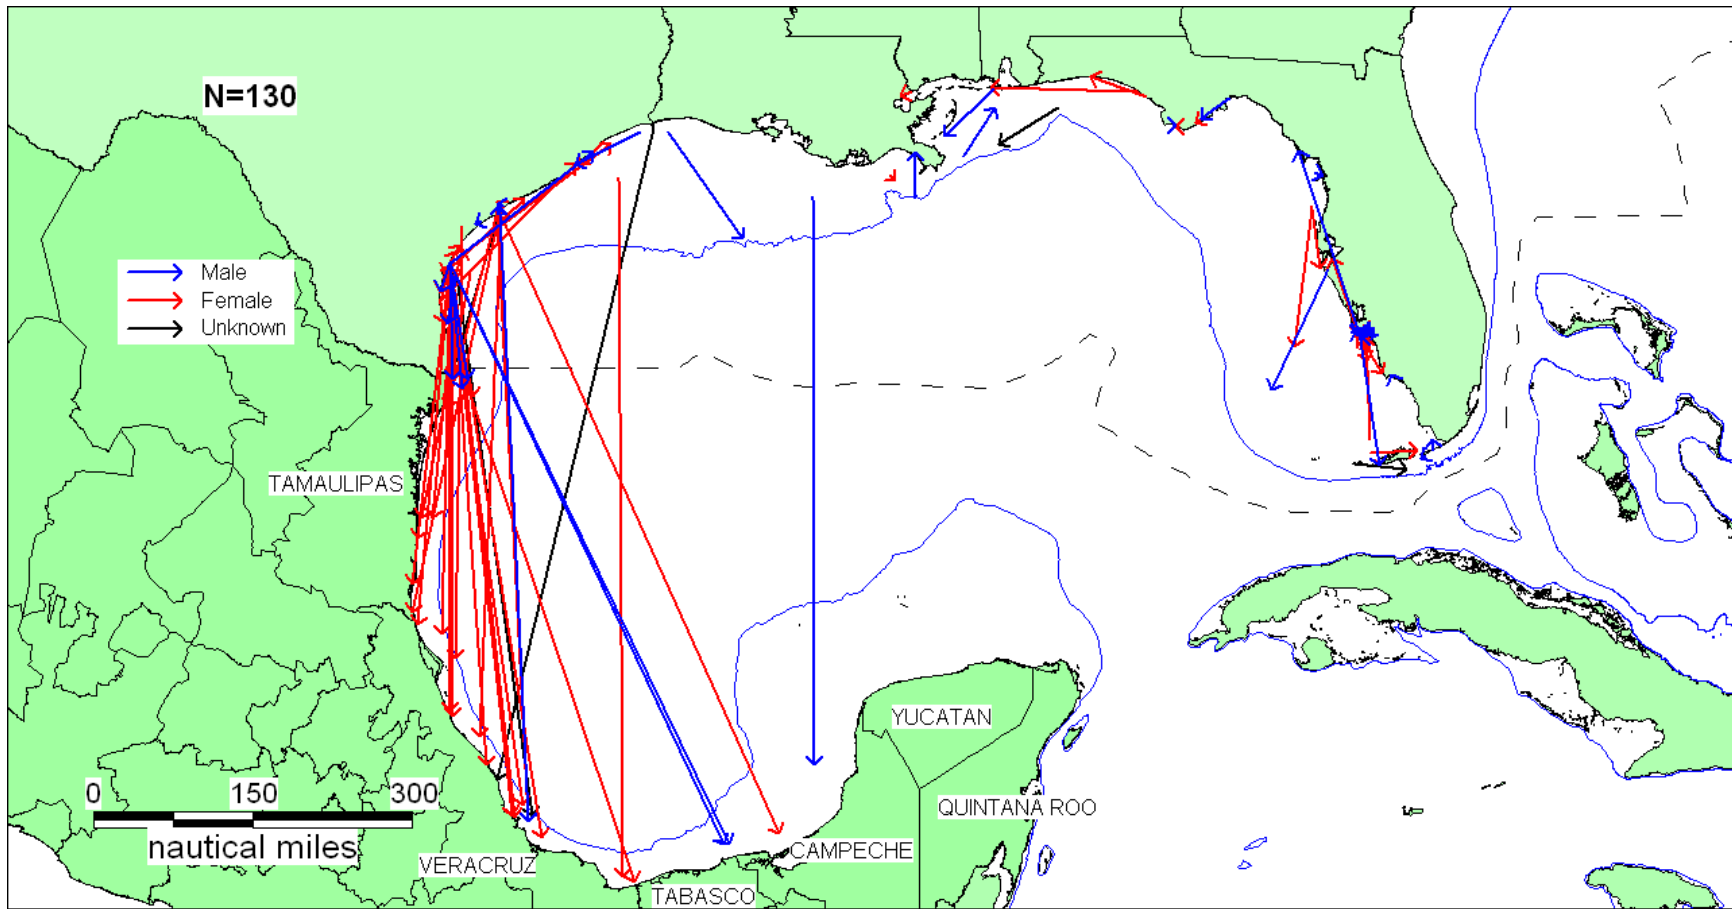 N=130
Male
Female
Unknown
TAMAULIPAS
YUCATAN
0 150 300
QUINTANA ROO
nautical miles
CAMPECHE
VERACRUZ
TABASCO